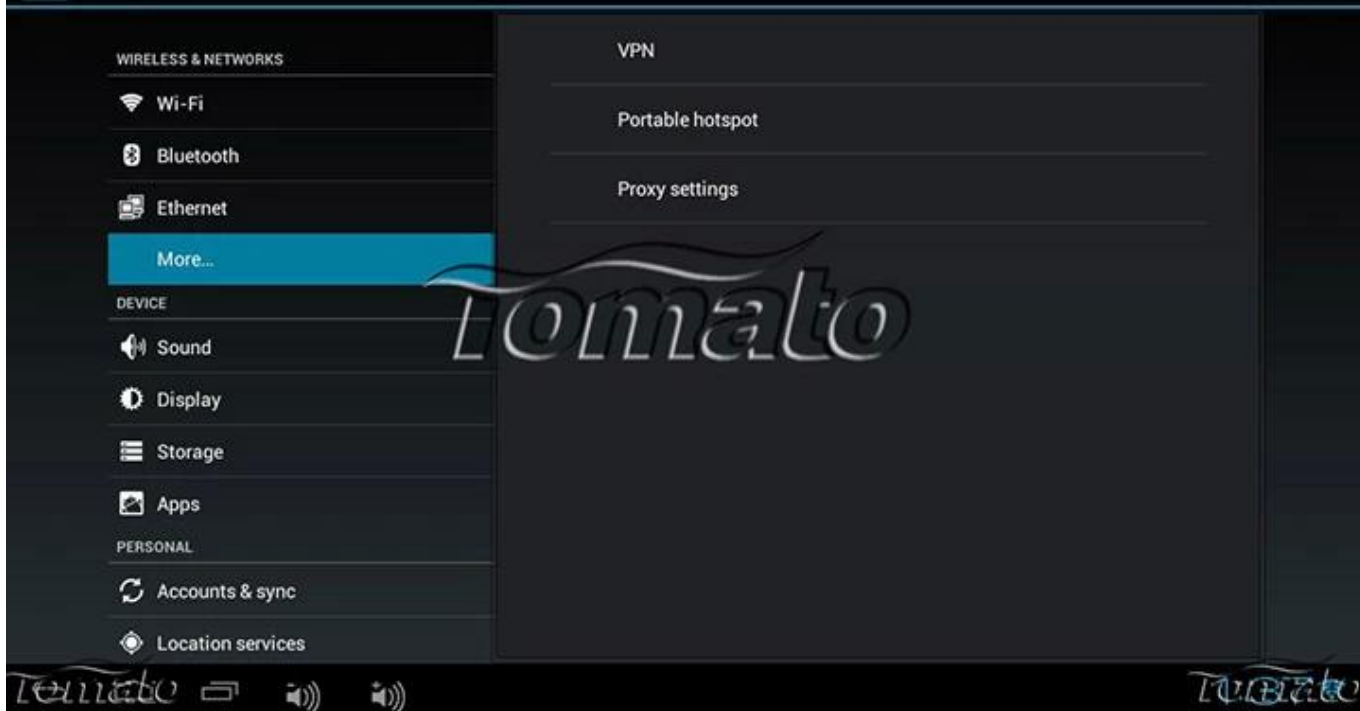 WIRELESS & NETWORKS
Wi-Fi
Bluetooth
Ethernet
More...
DEVICE
Sound
Display
Storage
Apps
PERSONAL
Accounts & sync
Location services
VPN
Portable hotspot
Proxy settings
Tomato
Tomato
Tomato